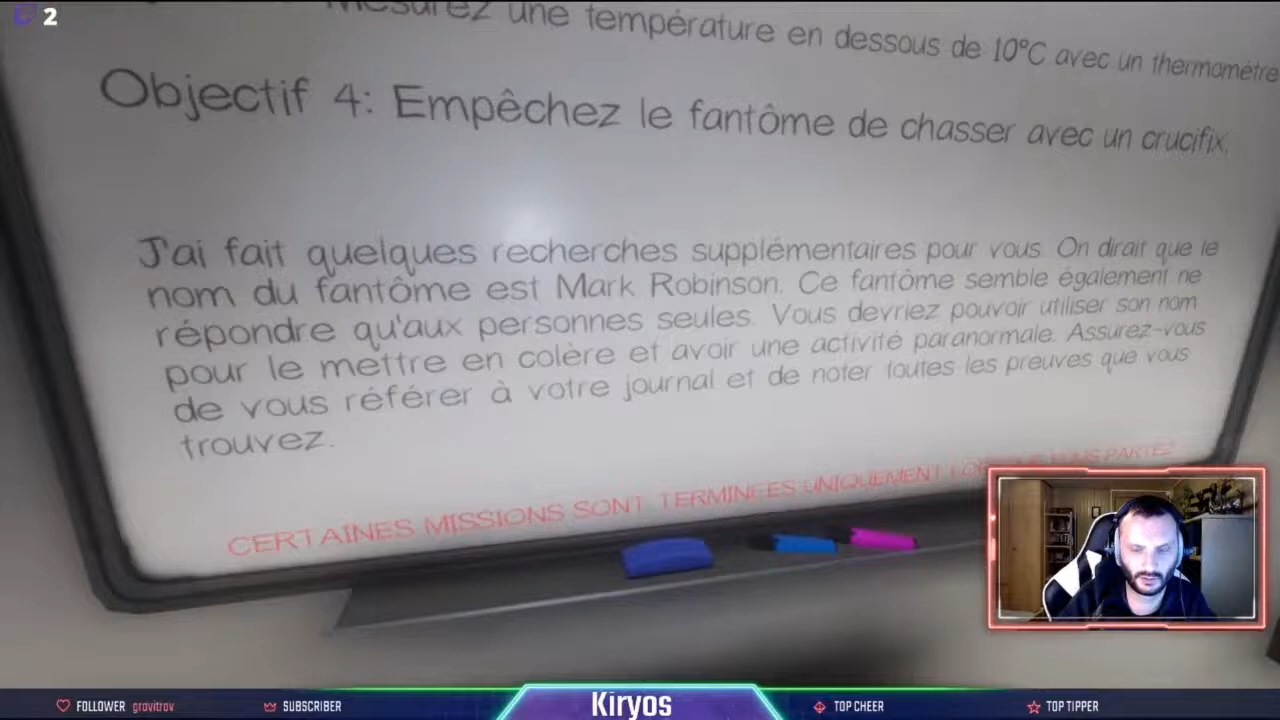 2
Mesurez une température en dessous de 10°C avec un thermomètre
Objectif 4: Empêchez le fantôme de chasser avec un crucifix.
J'ai fait quelques recherches supplémentaires pour vous. On dirait que le
nom du fantôme est Mark Robinson. Ce fantôme semble également ne
répondre qu'aux personnes seules. Vous devriez pouvoir utiliser son nom
pour le mettre en colère et avoir une activité paranormale. Assurez-vous
de vous référer à votre journal et de noter toutes les preuves que vous
trouvez.
CERTAINES MISSIONS SONT TERMINÉES UNIQUEMENT LORSQUE VOUS PARTEZ
FOLLOWER gravitrav
SUBSCRIBER
Kiryos
TOP CHEER
TOP TIPPER